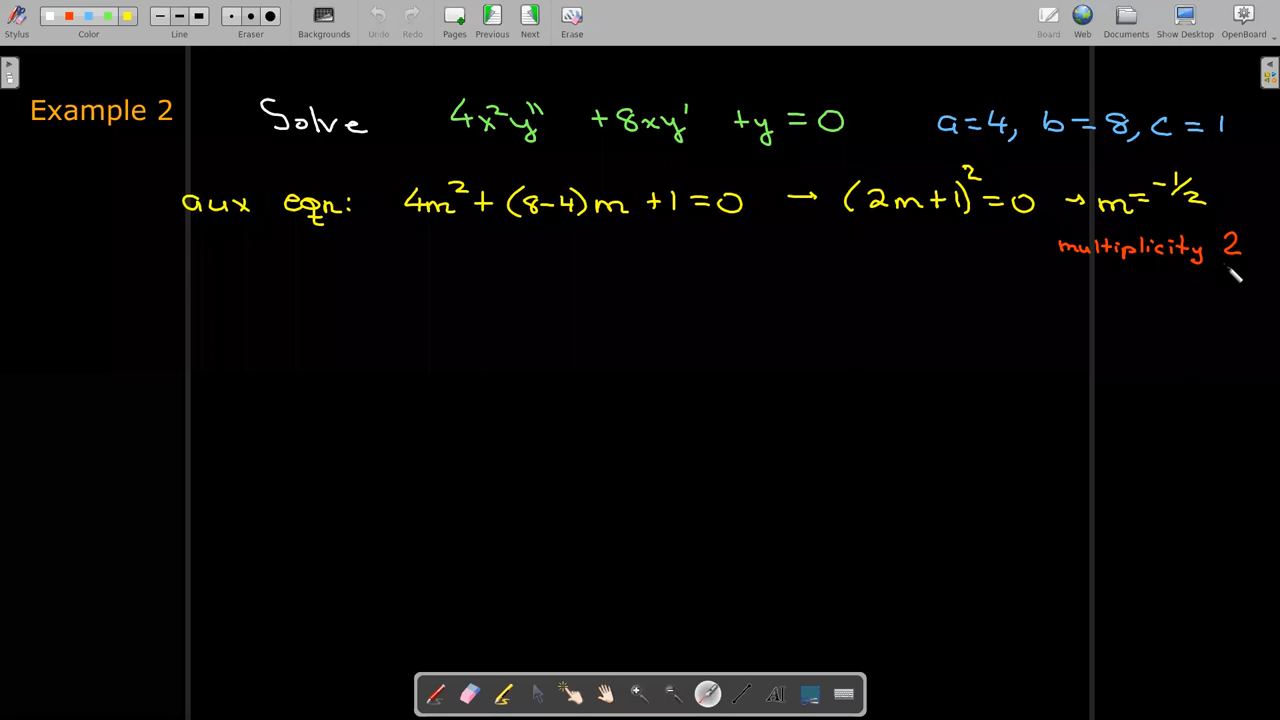 Stylus Color Line Eraser Backgrounds Undo Redo Pages Previous Next Erase Board Web Documents Show Desktop OpenBoard
Example 2 Solve 4x²y'' +8xy' +y = 0 a=4, b=8, c=1
aux eqn: 4m² + (8-4)m +1 = 0 → (2m+1)² = 0 → m = -1/2
multiplicity 2
AI